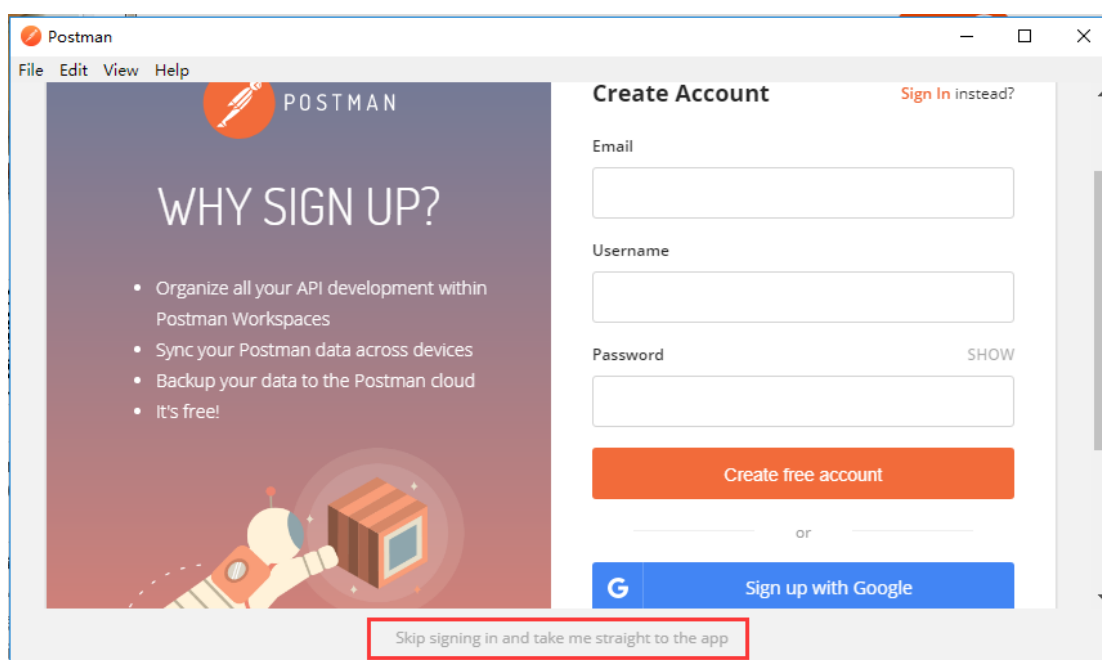 Postman
File Edit View Help
POSTMAN
WHY SIGN UP?
• Organize all your API development within
Postman Workspaces
• Sync your Postman data across devices
• Backup your data to the Postman cloud
• It's free!
Create Account
Sign In instead?
Email
Username
Password
SHOW
Create free account
or
G
Sign up with Google
Skip signing in and take me straight to the app